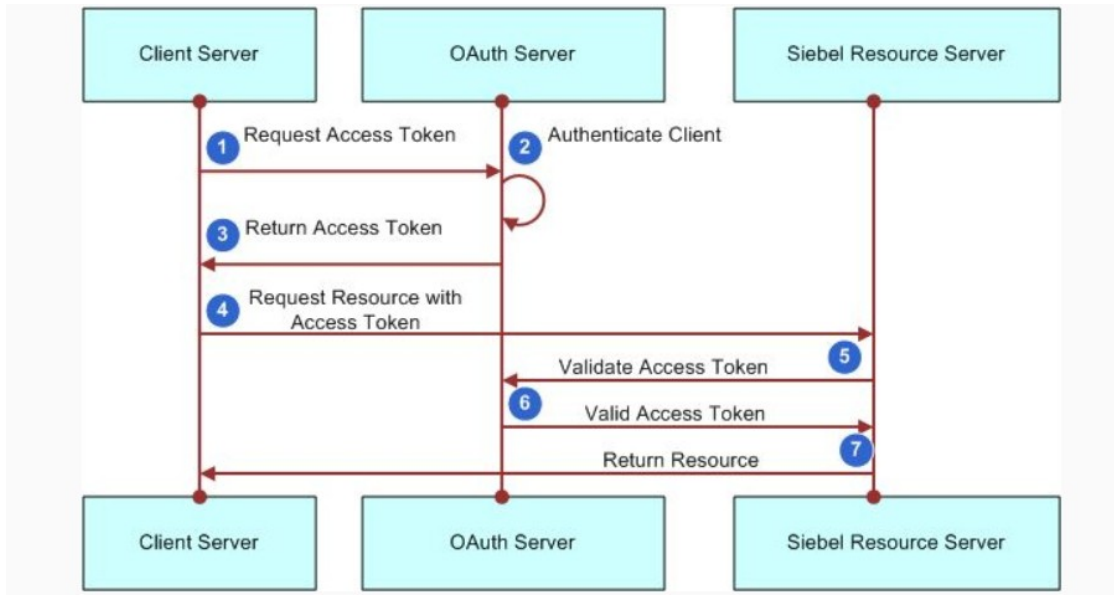 Client Server
OAuth Server
Siebel Resource Server
1
Request Access Token
2
Authenticate Client
3
Return Access Token
4
Request Resource with
Access Token
5
Validate Access Token
6
Valid Access Token
7
Return Resource
Client Server
OAuth Server
Siebel Resource Server